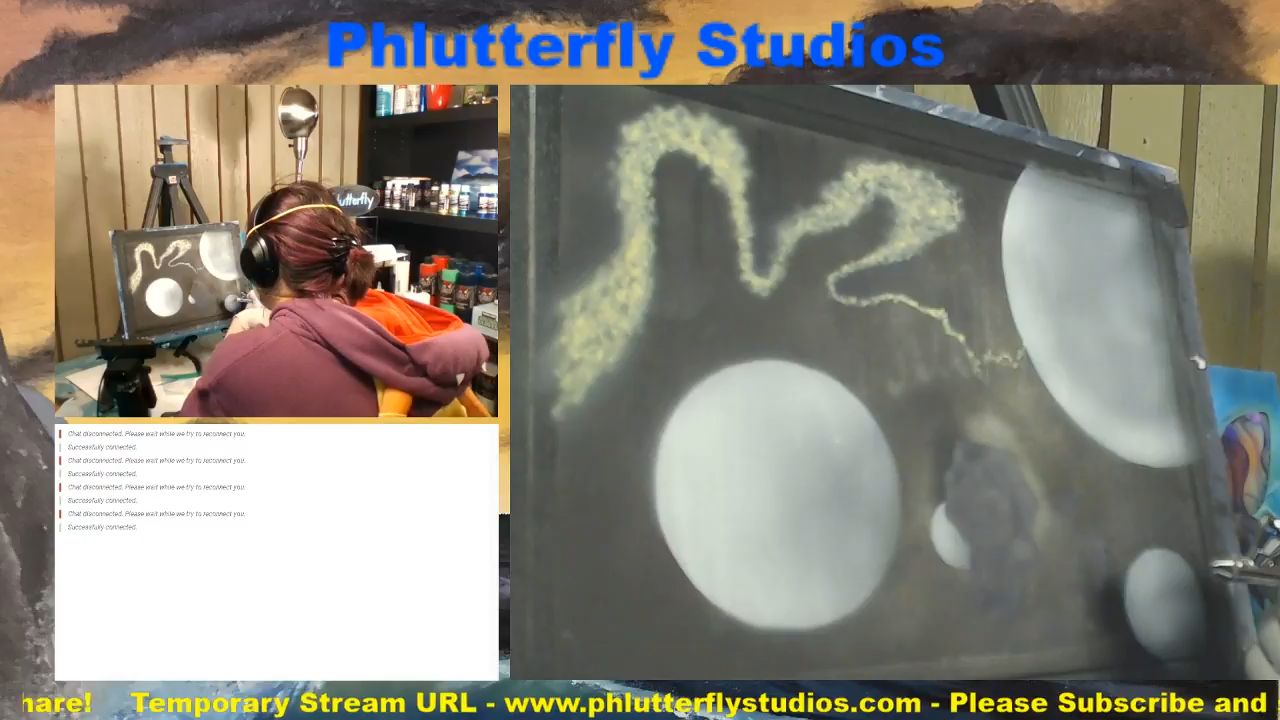 Phlutterfly Studios
lutterfly
Chat disconnected. Please wait while we try to reconnect you.
Successfully connected.
Chat disconnected. Please wait while we try to reconnect you.
Successfully connected.
Chat disconnected. Please wait while we try to reconnect you.
Successfully connected.
Chat disconnected. Please wait while we try to reconnect you.
Successfully connected.
hare! Temporary Stream URL - www.phlutterflystudios.com - Please Subscribe and